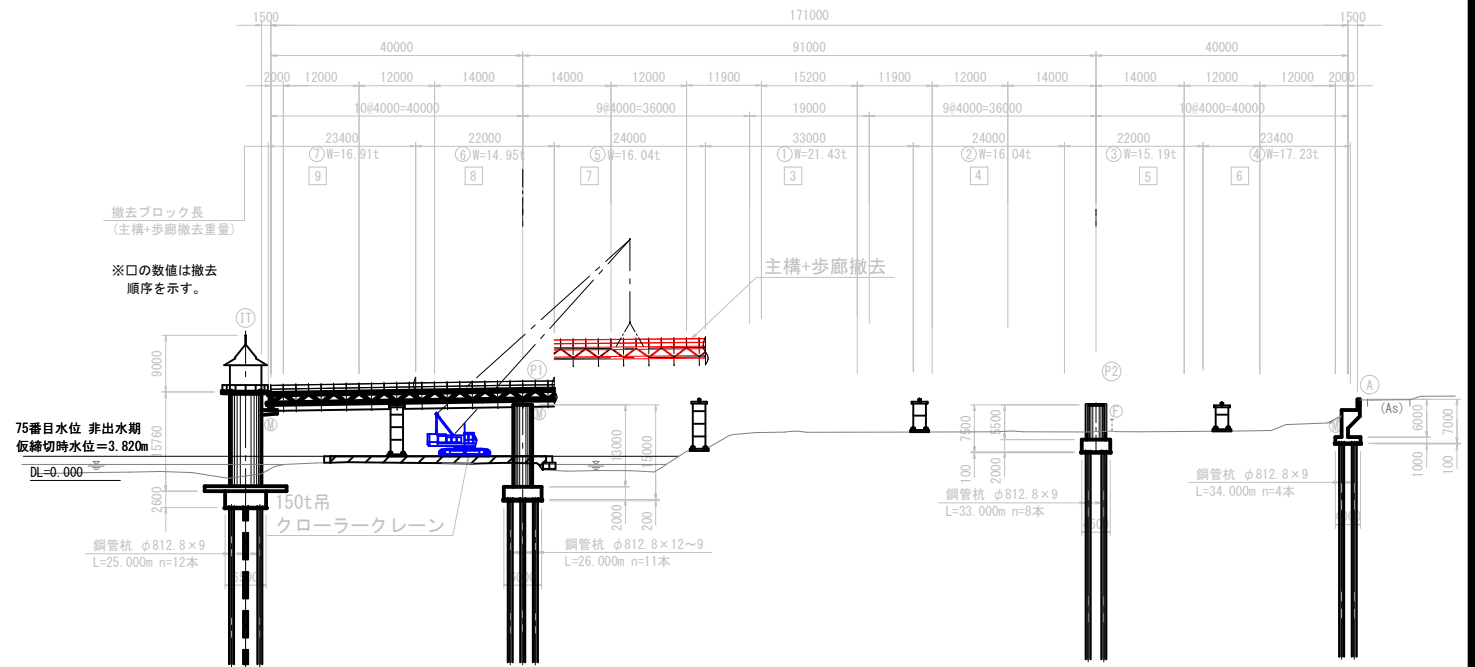 1500 171000 1500
40000 91000 40000
2000 12000 12000 14000 14000 12000 11900 15200 11900 12000 14000 14000 12000 12000 2000
10@4000=40000 9@4000=36000 19000 9@4000=36000 10@4000=40000
23400 22000 24000 33000 24000 22000 23400
⑦W=16.91t ⑥W=14.95t ⑤W=16.04t ①W=21.43t ②W=16.04t ③W=15.19t ④W=17.23t
9 8 7 3 4 5 6
撤去ブロック長
(主構+歩廊撤去重量)
※口の数値は撤去
順序を示す。
主構+歩廊撤去
IT
9000
P1
P2
A
(As)
M
M
F
M
75番目水位 非出水期
仮締切時水位=3.820m
DL=0.000
15760
2600
13000
15000
2000
200
7500
5500
100
2000
6000
7000
1000
100
150t吊
クローラークレーン
鋼管杭 φ812.8×9
L=25.000m n=12本
鋼管杭 φ812.8×12~9
L=26.000m n=11本
鋼管杭 φ812.8×9
L=33.000m n=8本
鋼管杭 φ812.8×9
L=34.000m n=4本